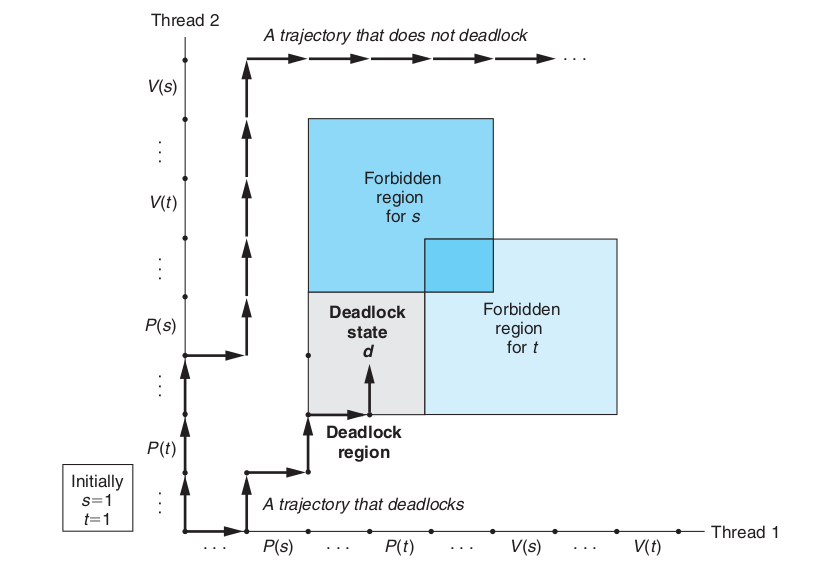 Thread 2
A trajectory that does not deadlock
...
V(s)
...
V(t)
...
P(s)
...
P(t)
...
Forbidden
region
for s
Forbidden
region
for t
Deadlock
state
d
Deadlock
region
Initially
s=1
t=1
A trajectory that deadlocks
Thread 1
... P(s) ... P(t) ... V(s) ... V(t)